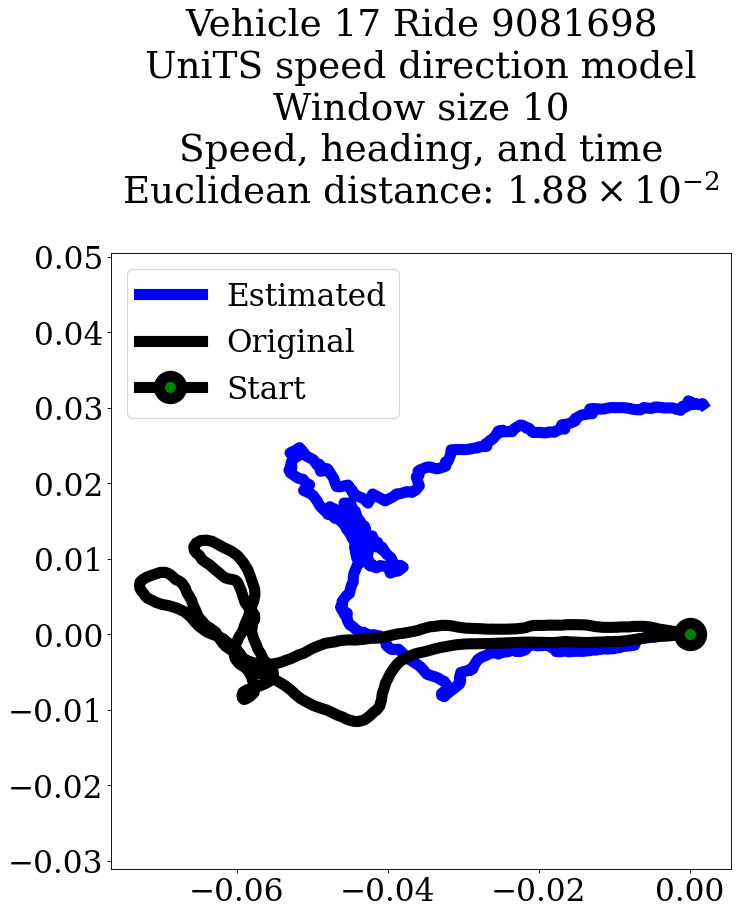 Vehicle 17 Ride 9081698
UniTS speed direction model
Window size 10
Speed, heading, and time
Euclidean distance: 1.88 × 10⁻²
0.05
0.04
0.03
0.02
0.01
0.00
−0.01
−0.02
−0.03
Estimated
Original
Start
−0.06 −0.04 −0.02 0.00